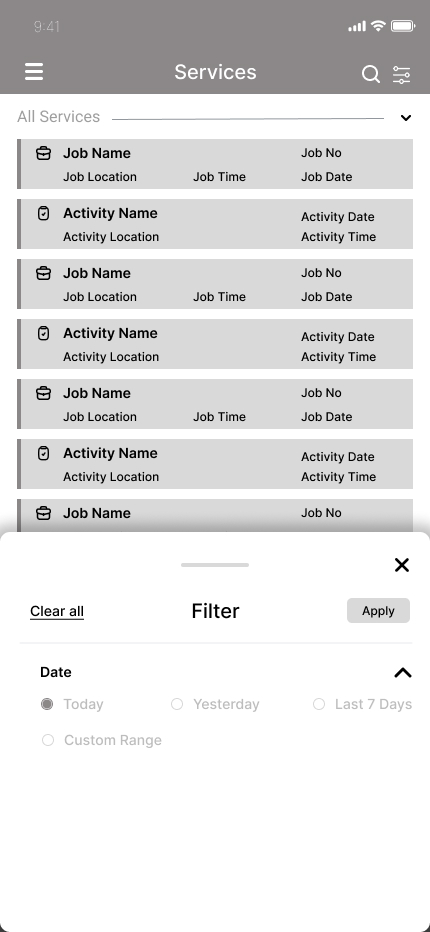 9:41
Services
All Services
Job Name Job No
Job Location Job Time Job Date
Activity Name Activity Date
Activity Location Activity Time
Job Name Job No
Job Location Job Time Job Date
Activity Name Activity Date
Activity Location Activity Time
Job Name Job No
Job Location Job Time Job Date
Activity Name Activity Date
Activity Location Activity Time
Job Name Job No
Clear all Filter Apply
Date
Today Yesterday Last 7 Days
Custom Range